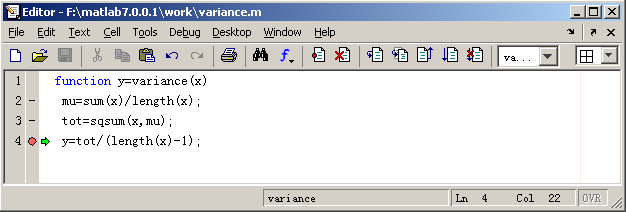 Editor - F:\matlab7.0.0.1\work\variance.m
File Edit Text Cell Tools Debug Desktop Window Help
va...
1 function y=variance(x)
2 - mu=sum(x)/length(x);
3 - tot=sqsum(x,mu);
4 y=tot/(length(x)-1);
variance Ln 4 Col 22 OVR